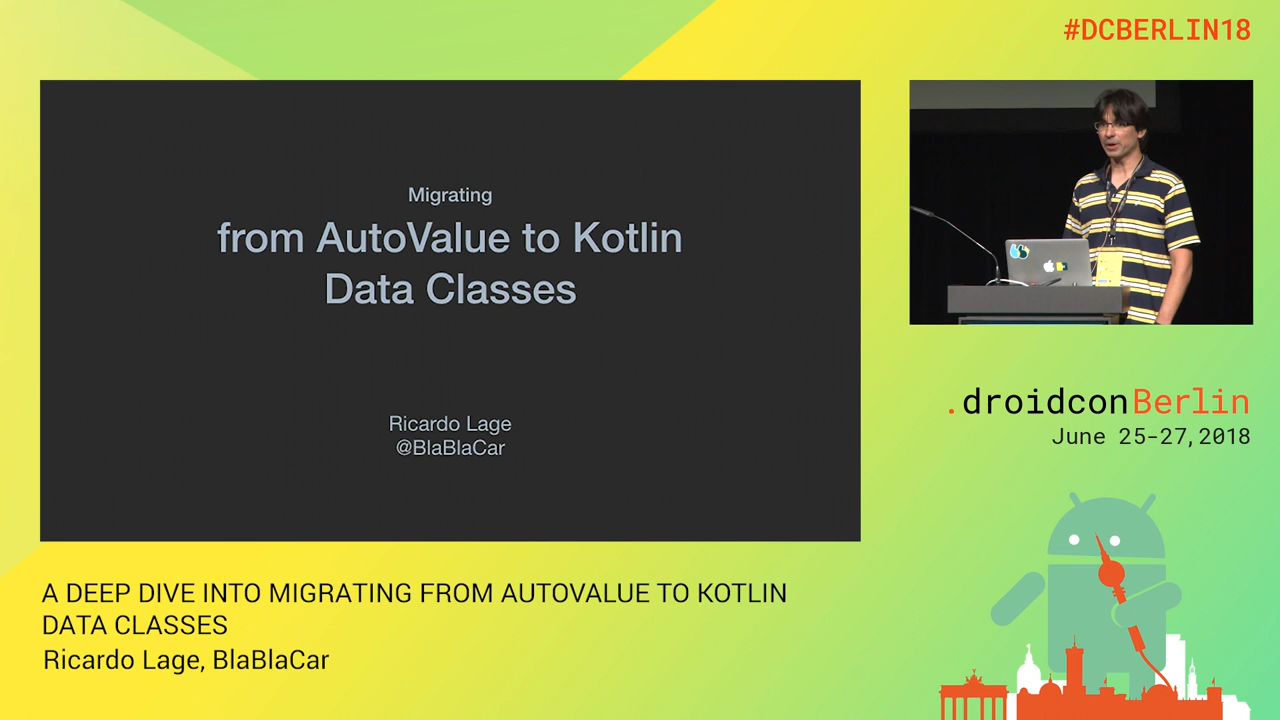 #DCBERLIN18
Migrating
from AutoValue to Kotlin
Data Classes
Ricardo Lage
@BlaBlaCar
.droidconBerlin
June 25-27,2018
A DEEP DIVE INTO MIGRATING FROM AUTOVALUE TO KOTLIN
DATA CLASSES
Ricardo Lage, BlaBlaCar